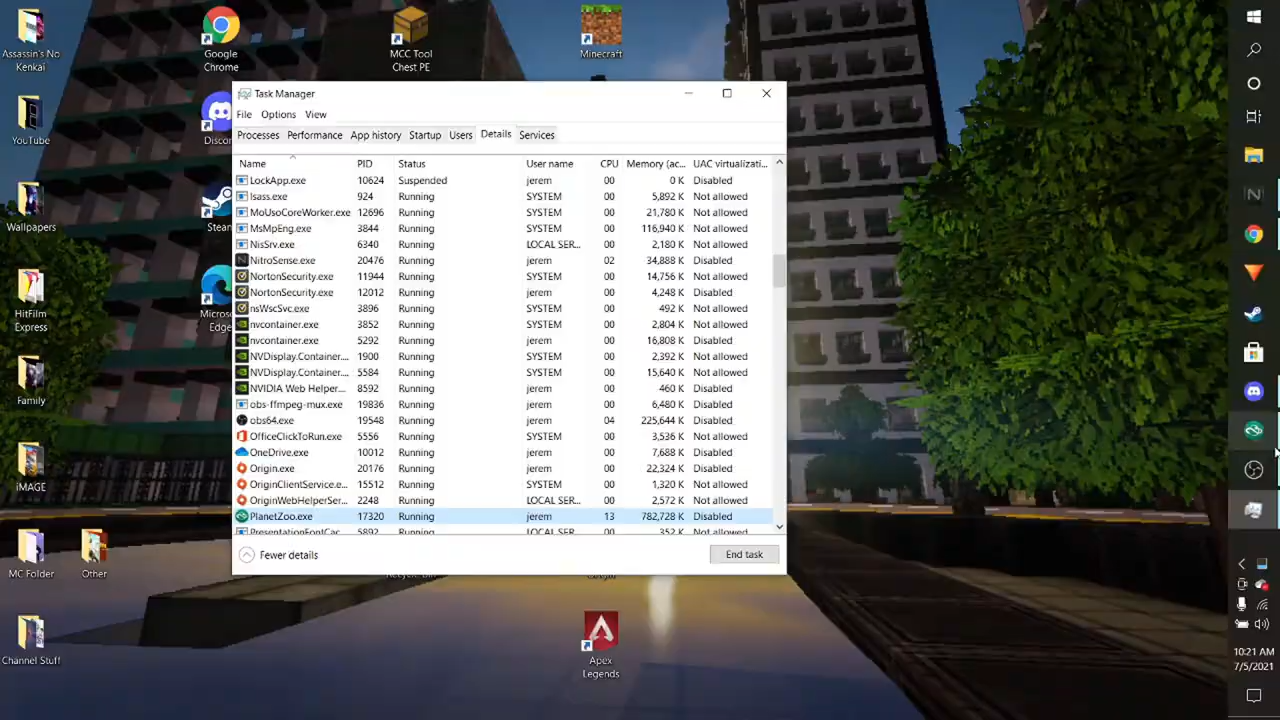 Assassin's No
Kenkai
Google
Chrome
MCC Tool
Chest PE
Minecraft
YouTube
Discor
Wallpapers
Steam
HitFilm
Express
Micros
Edge
Family
iMAGE
MC Folder
Other
Channel Stuff
Apex
Legends
Task Manager
File Options View
Processes Performance App history Startup Users Details Services
Name PID Status User name CPU Memory (ac... UAC virtualizati...
LockApp.exe 10624 Suspended jerem 00 0 K Disabled
lsass.exe 924 Running SYSTEM 00 5,892 K Not allowed
MoUsoCoreWorker.exe 12696 Running SYSTEM 00 21,780 K Not allowed
MsMpEng.exe 3844 Running SYSTEM 00 116,940 K Not allowed
NisSrv.exe 6340 Running LOCAL SER... 00 2,180 K Not allowed
NitroSense.exe 20476 Running jerem 02 34,888 K Disabled
NortonSecurity.exe 11944 Running SYSTEM 00 14,756 K Not allowed
NortonSecurity.exe 12012 Running jerem 00 4,248 K Disabled
nsWscSvc.exe 3896 Running SYSTEM 00 492 K Not allowed
nvcontainer.exe 3852 Running SYSTEM 00 2,804 K Not allowed
nvcontainer.exe 5292 Running jerem 00 16,808 K Disabled
NVDisplay.Container.... 1900 Running SYSTEM 00 2,392 K Not allowed
NVDisplay.Container.... 5584 Running SYSTEM 00 15,640 K Not allowed
NVIDIA Web Helper.... 8592 Running jerem 00 460 K Disabled
obs-ffmpeg-mux.exe 19836 Running jerem 00 6,480 K Disabled
obs64.exe 19548 Running jerem 04 225,644 K Disabled
OfficeClickToRun.exe 5556 Running SYSTEM 00 3,536 K Not allowed
OneDrive.exe 10012 Running jerem 00 7,688 K Disabled
Origin.exe 20176 Running jerem 00 22,324 K Disabled
OriginClientService.e... 15512 Running SYSTEM 00 1,320 K Not allowed
OriginWebHelperSer... 2248 Running LOCAL SER... 00 2,572 K Not allowed
PlanetZoo.exe 17320 Running jerem 13 782,728 K Disabled
PresentationFontCac... 5892 Running LOCAL SER... 00 352 K Not allowed
Fewer details End task
10:21 AM
7/5/2021